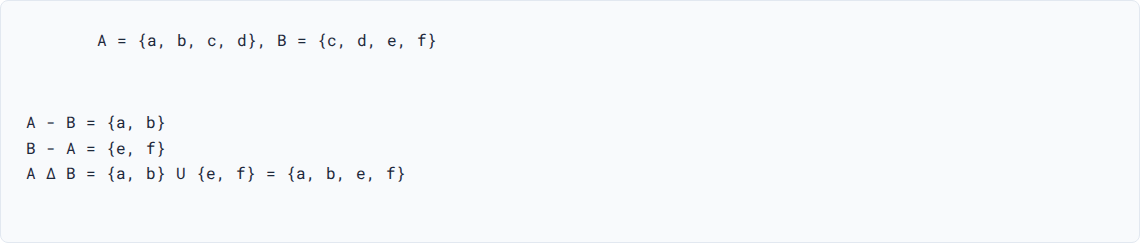 A = {a, b, c, d}, B = {c, d, e, f}
A - B = {a, b}
B - A = {e, f}
A Δ B = {a, b} U {e, f} = {a, b, e, f}